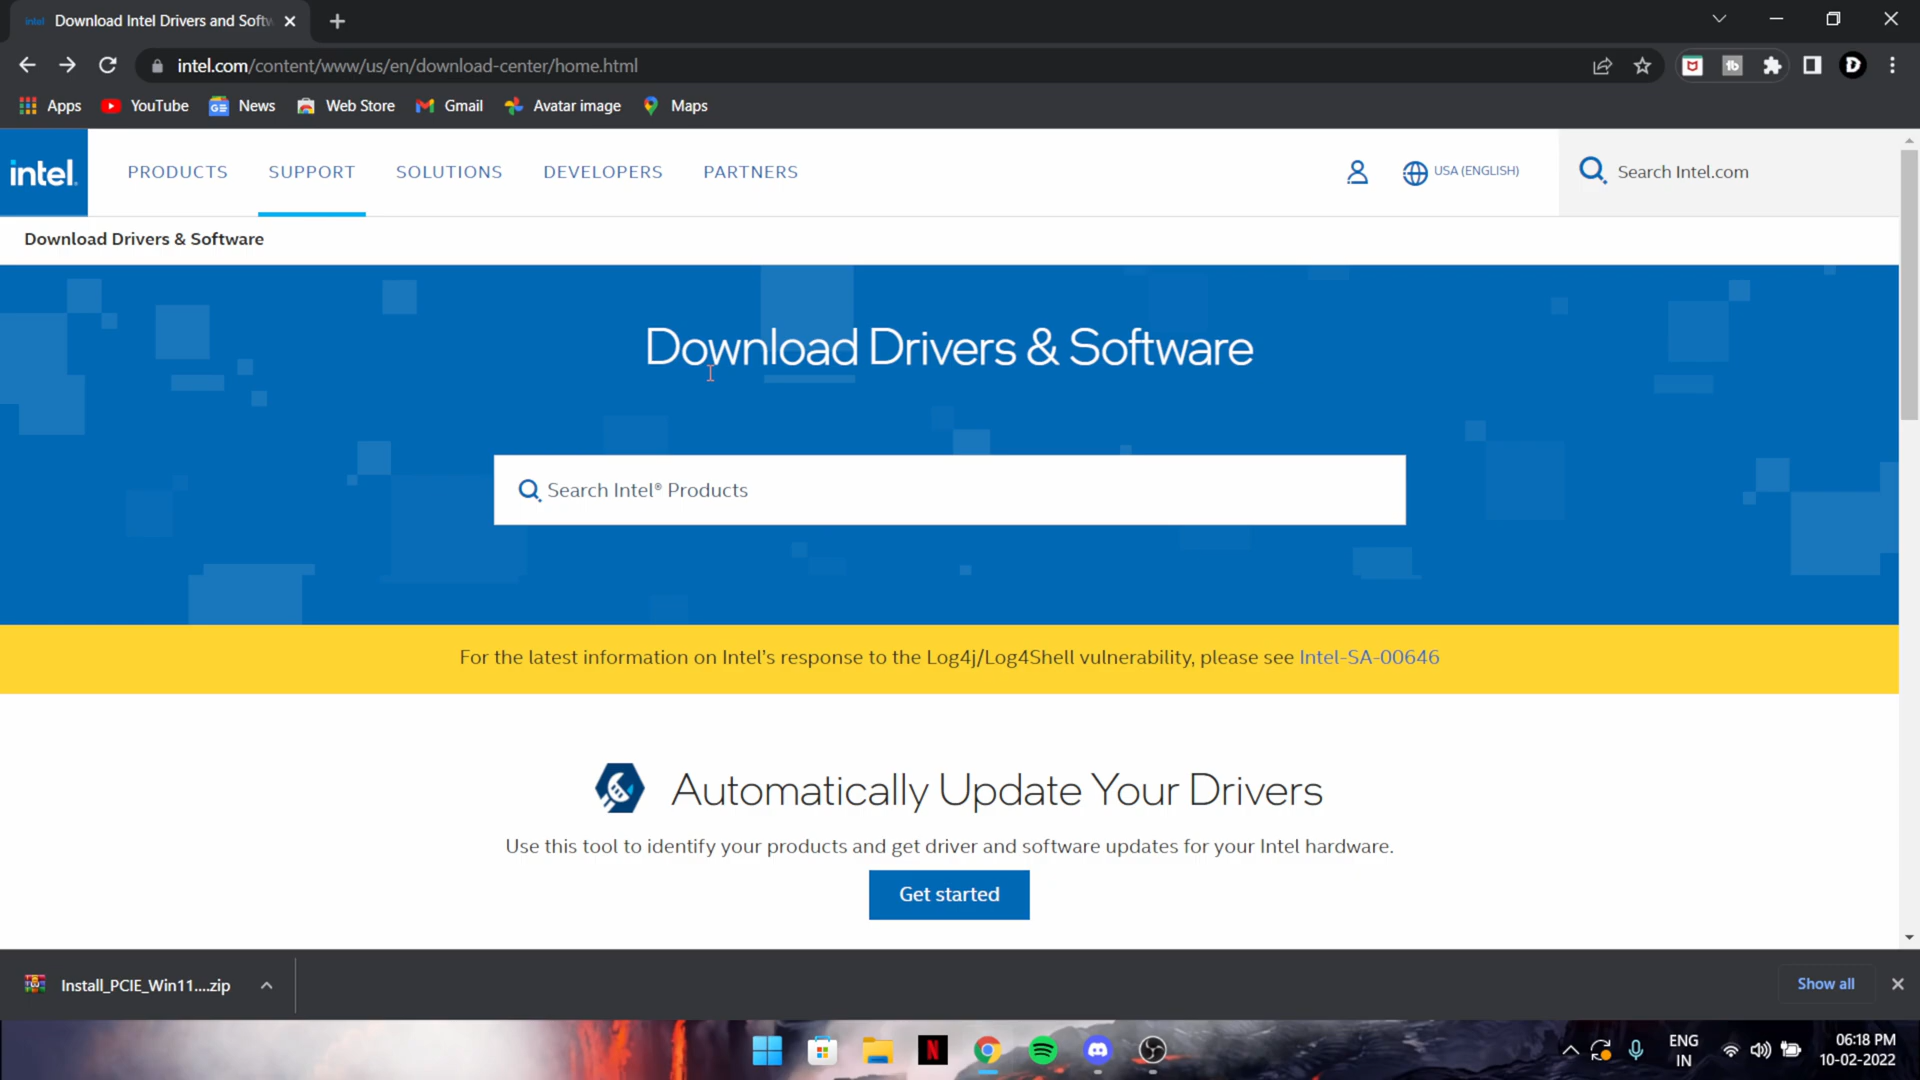 intel
Download Intel Drivers and Softw
intel.com/content/www/us/en/download-center/home.html
Apps
YouTube
News
Web Store
Gmail
Avatar image
Maps
intel.
PRODUCTS
SUPPORT
SOLUTIONS
DEVELOPERS
PARTNERS
USA (ENGLISH)
Search Intel.com
Download Drivers & Software
Download Drivers & Software
Search Intel® Products
For the latest information on Intel's response to the Log4j/Log4Shell vulnerability, please see Intel-SA-00646
Automatically Update Your Drivers
Use this tool to identify your products and get driver and software updates for your Intel hardware.
Get started
Install_PCIE_Win11....zip
Show all
ENG
IN
06:18 PM
10-02-2022